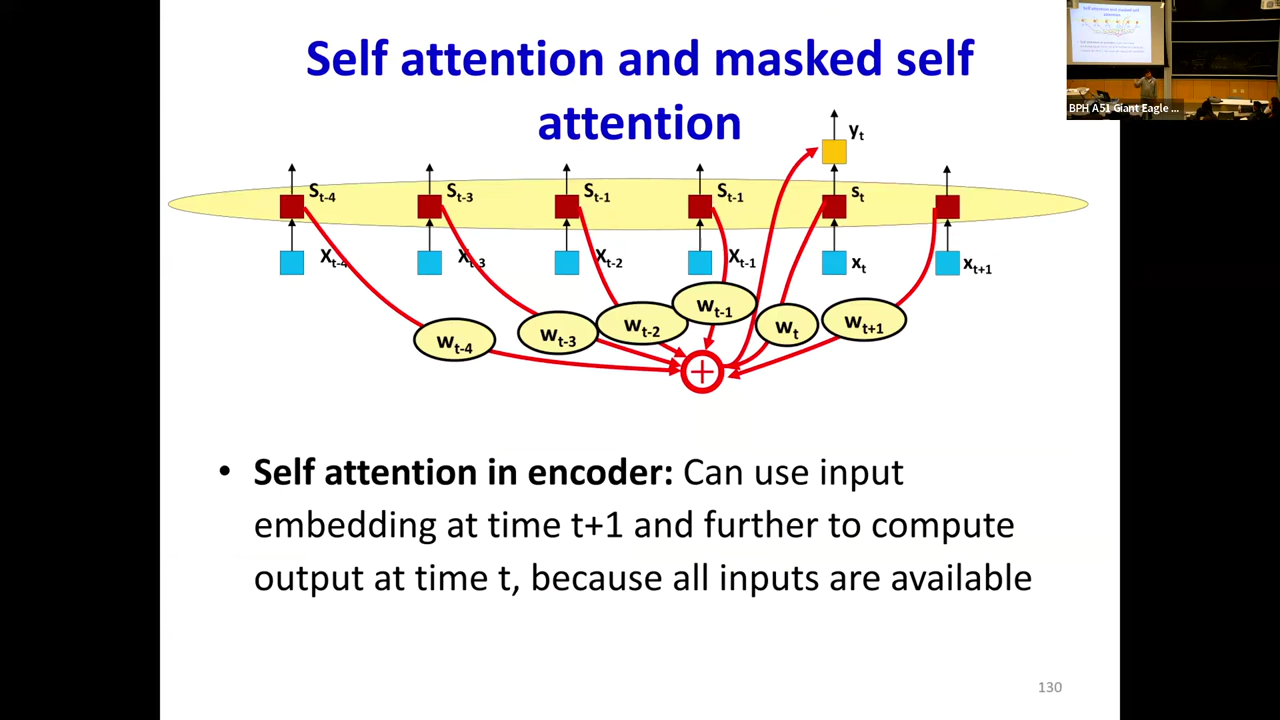 Self attention and masked self
attention
BPH A51 Giant Eagle ...
yt
St-4 St-3 St-1 St-1 st
Xt-4 Xt-3 Xt-2 Xt-1 xt xt+1
wt-4 wt-3 wt-2 wt-1 wt wt+1
+
• Self attention in encoder: Can use input
embedding at time t+1 and further to compute
output at time t, because all inputs are available
130